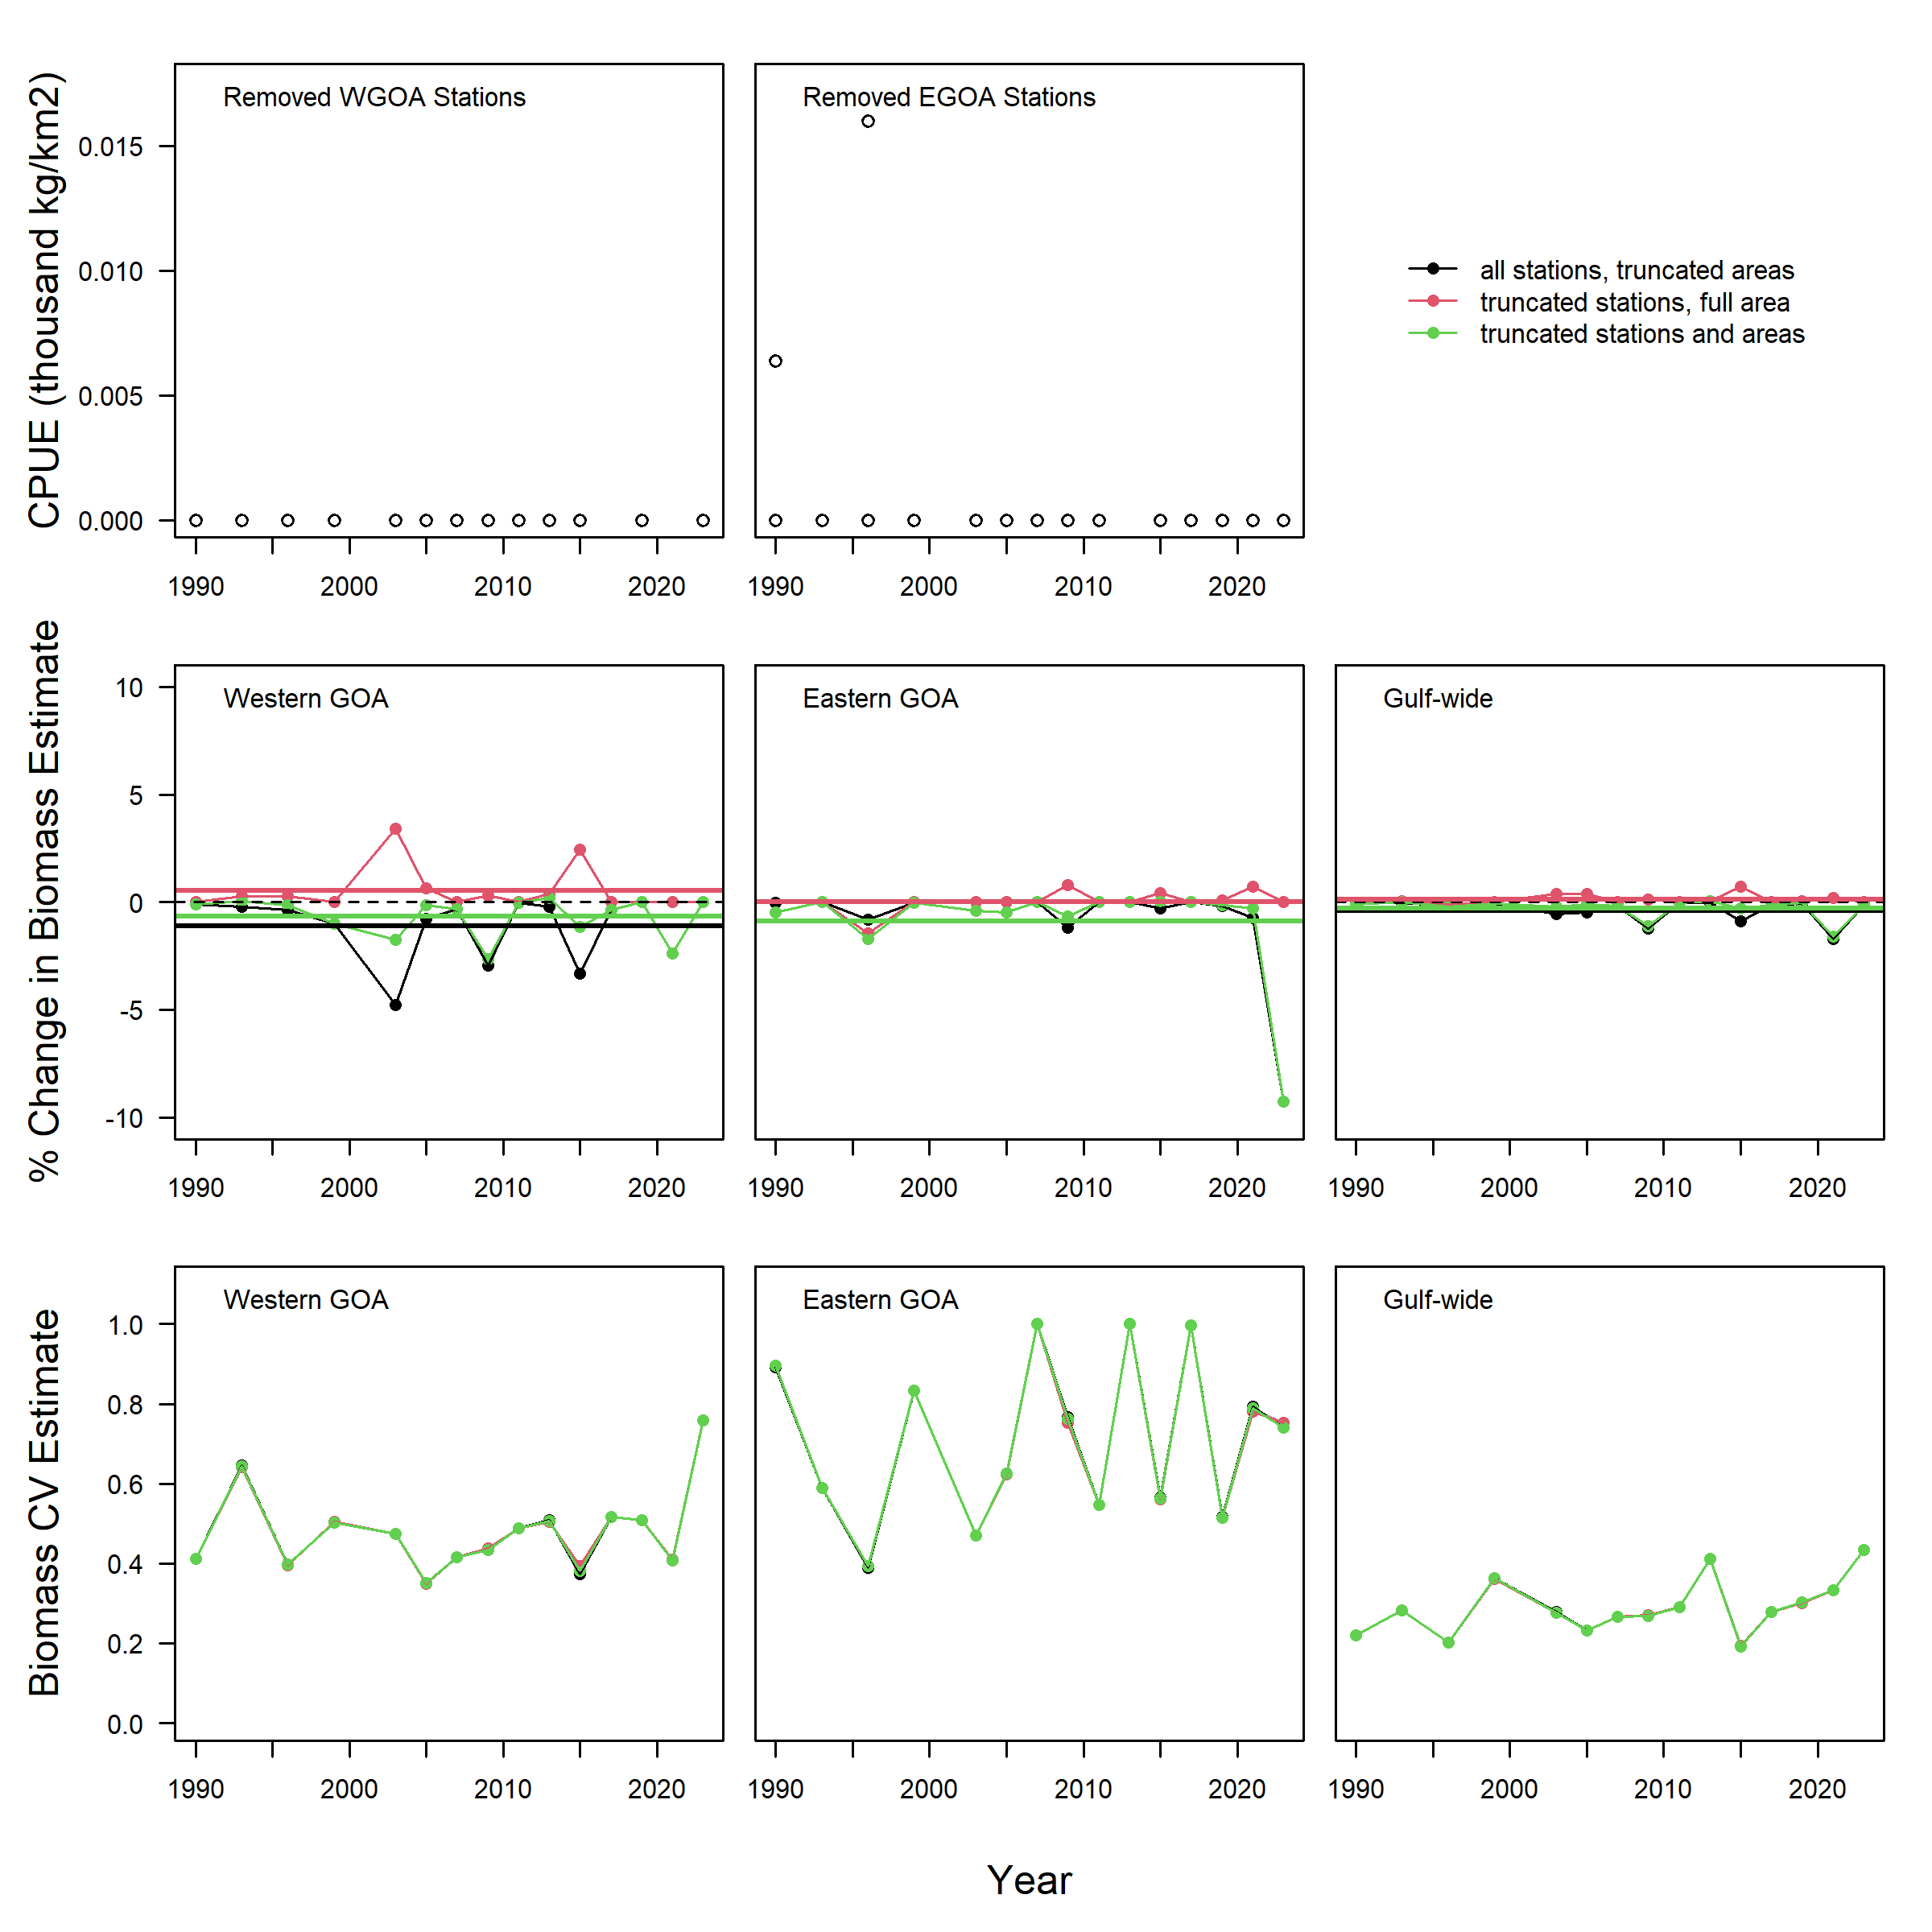 CPUE (thousand kg/km2)
0.015
0.010
0.005
0.000
Removed WGOA Stations
1990 2000 2010 2020
Removed EGOA Stations
1990 2000 2010 2020
all stations, truncated areas
truncated stations, full area
truncated stations and areas
% Change in Biomass Estimate
10
5
0
-5
-10
Western GOA
1990 2000 2010 2020
Eastern GOA
1990 2000 2010 2020
Gulf-wide
1990 2000 2010 2020
Biomass CV Estimate
1.0
0.8
0.6
0.4
0.2
0.0
Western GOA
1990 2000 2010 2020
Eastern GOA
1990 2000 2010 2020
Gulf-wide
1990 2000 2010 2020
Year